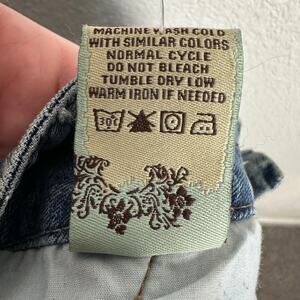 MACHINE WASH COLD
WITH SIMILAR COLORS
NORMAL CYCLE
DO NOT BLEACH
TUMBLE DRY LOW
WARM IRON IF NEEDED
30°